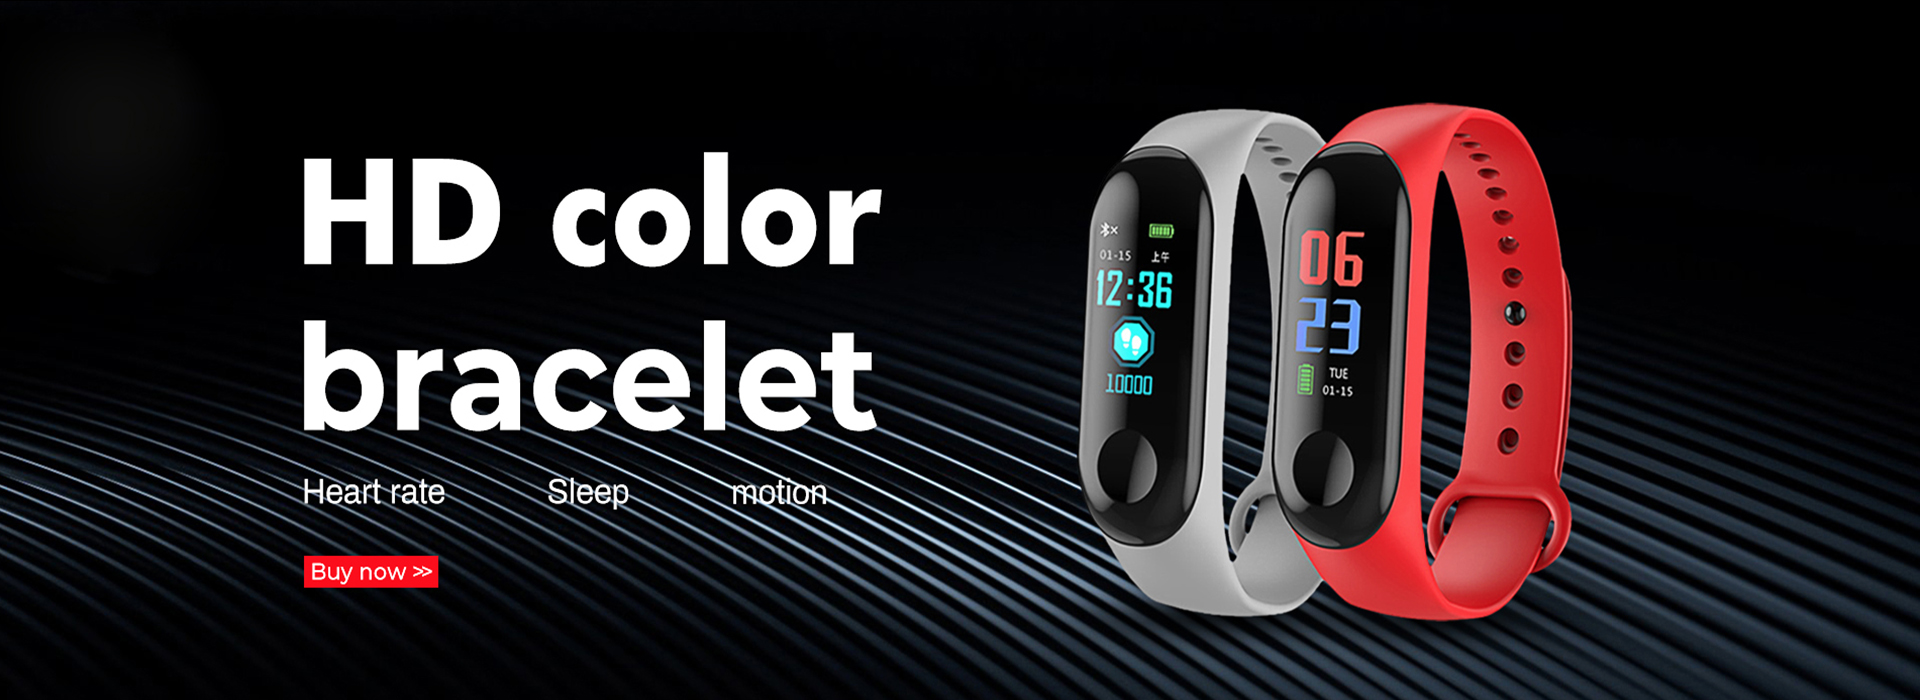 HD color
bracelet
Heart rate Sleep motion
Buy now >>
01-15 上午
12:36
10000
06
23
TUE
01-15